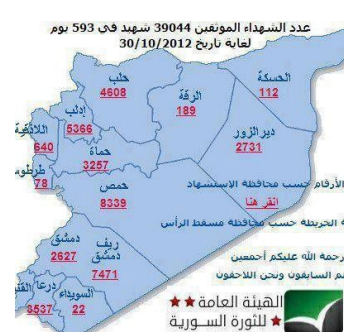 عدد الشهداء الموثقين 39044 شهيد في 593 يوم
لغاية تاريخ 30/10/2012
الحسكة
112
حلب
4608
الرقة
189
إدلب
5366
اللاذقية
640
دير الزور
2731
حماة
3257
طرطوس
78
حمص
8339
الأرقام حسب محافظة الاستشهاد
انقر هنا
الخريطة حسب محافظة مسقط الرأس
دمشق
2627
ريف
دمشق
7471
رحمة الله عليكم أجمعين
السابقون ونحن اللاحقون
درعا
3537
السويداء
22
الهيئة العامة
للثورة السورية